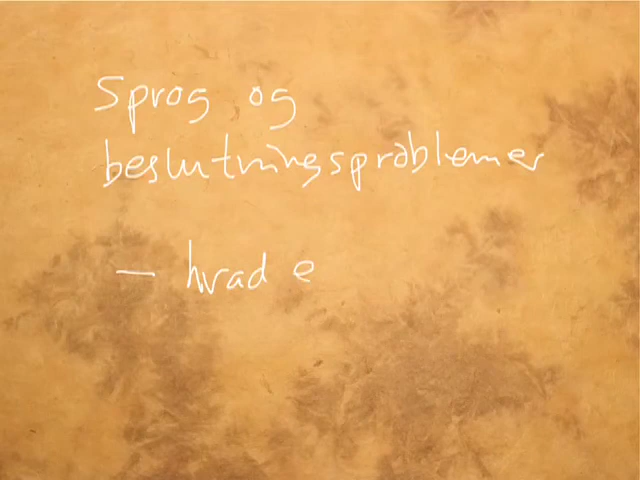 Sprog og
beslutningsproblemer
— hvad e